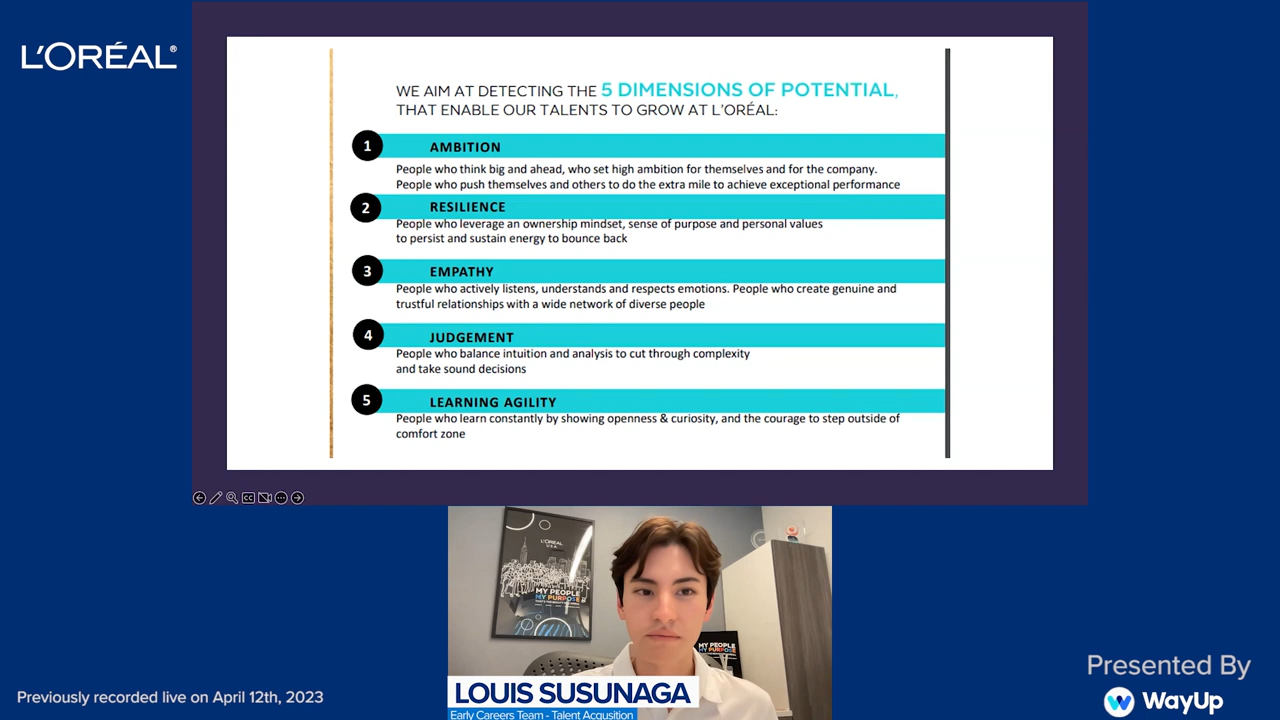 L'ORÉAL®
WE AIM AT DETECTING THE 5 DIMENSIONS OF POTENTIAL,
THAT ENABLE OUR TALENTS TO GROW AT L'ORÉAL:
1 AMBITION
People who think big and ahead, who set high ambition for themselves and for the company.
People who push themselves and others to do the extra mile to achieve exceptional performance
2 RESILIENCE
People who leverage an ownership mindset, sense of purpose and personal values
to persist and sustain energy to bounce back
3 EMPATHY
People who actively listens, understands and respects emotions. People who create genuine and
trustful relationships with a wide network of diverse people
4 JUDGEMENT
People who balance intuition and analysis to cut through complexity
and take sound decisions
5 LEARNING AGILITY
People who learn constantly by showing openness & curiosity, and the courage to step outside of
comfort zone
L'ORÉAL
USA
MY PEOPLE
MY PURPOSE
MY PEOPLE
MY PURPOSE
LOUIS SUSUNAGA
Early Careers Team - Talent Acqusition
Previously recorded live on April 12th, 2023
Presented By
WayUp